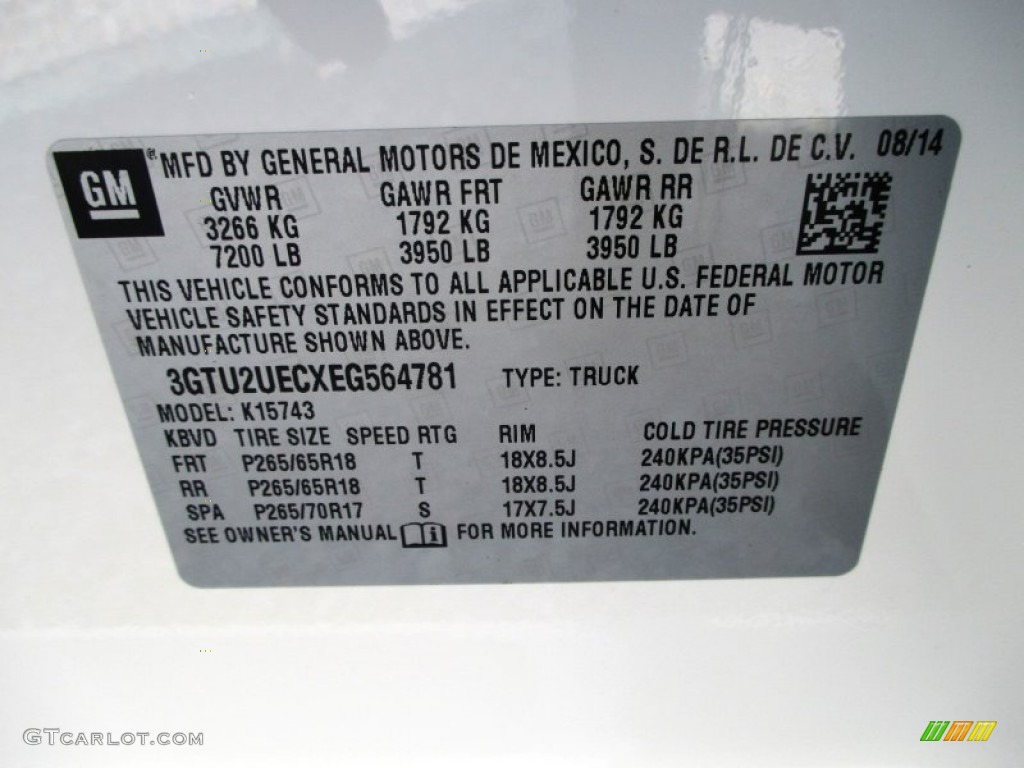 GM
® MFD BY GENERAL MOTORS DE MEXICO, S. DE R.L. DE C.V. 08/14
GVWR GAWR FRT GAWR RR
3266 KG 1792 KG 1792 KG
7200 LB 3950 LB 3950 LB
THIS VEHICLE CONFORMS TO ALL APPLICABLE U.S. FEDERAL MOTOR
VEHICLE SAFETY STANDARDS IN EFFECT ON THE DATE OF
MANUFACTURE SHOWN ABOVE.
3GTU2UECXEG564781 TYPE: TRUCK
MODEL: K15743
KBVD TIRE SIZE SPEED RTG RIM COLD TIRE PRESSURE
FRT P265/65R18 T 18X8.5J 240KPA(35PSI)
RR P265/65R18 T 18X8.5J 240KPA(35PSI)
SPA P265/70R17 S 17X7.5J 240KPA(35PSI)
SEE OWNER'S MANUAL i FOR MORE INFORMATION.
GTCARLOT.COM